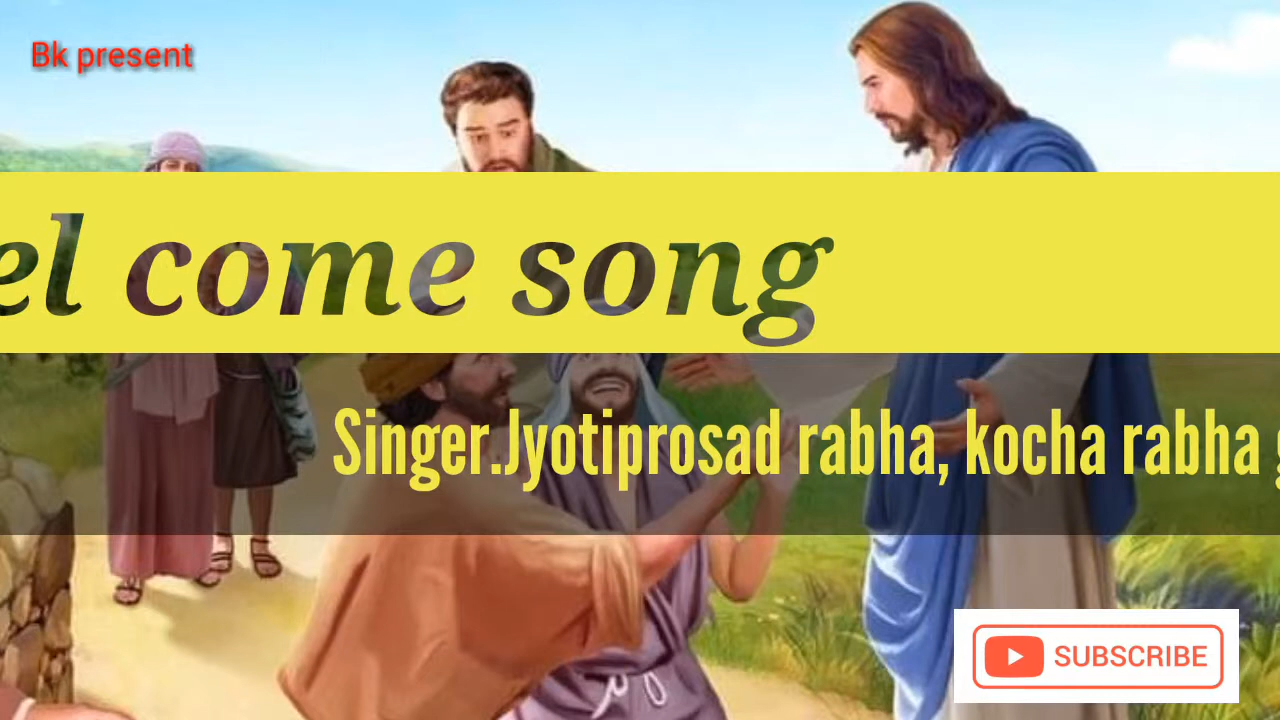 Bk present
el come song
Singer.Jyotiprosad rabha, kocha rabha
SUBSCRIBE